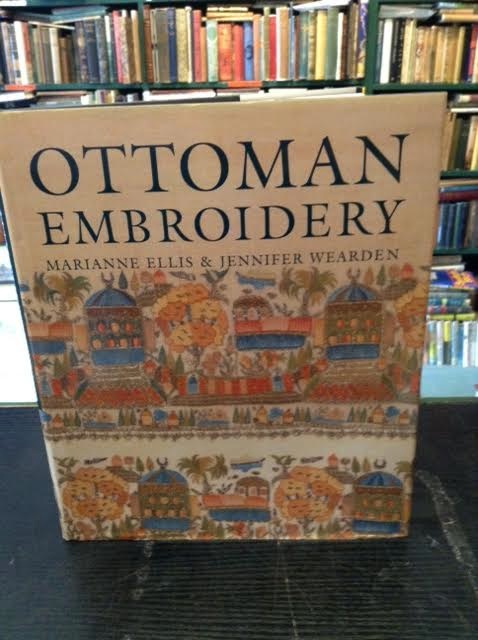 OTTOMAN
EMBROIDERY
MARIANNE ELLIS & JENNIFER WEARDEN